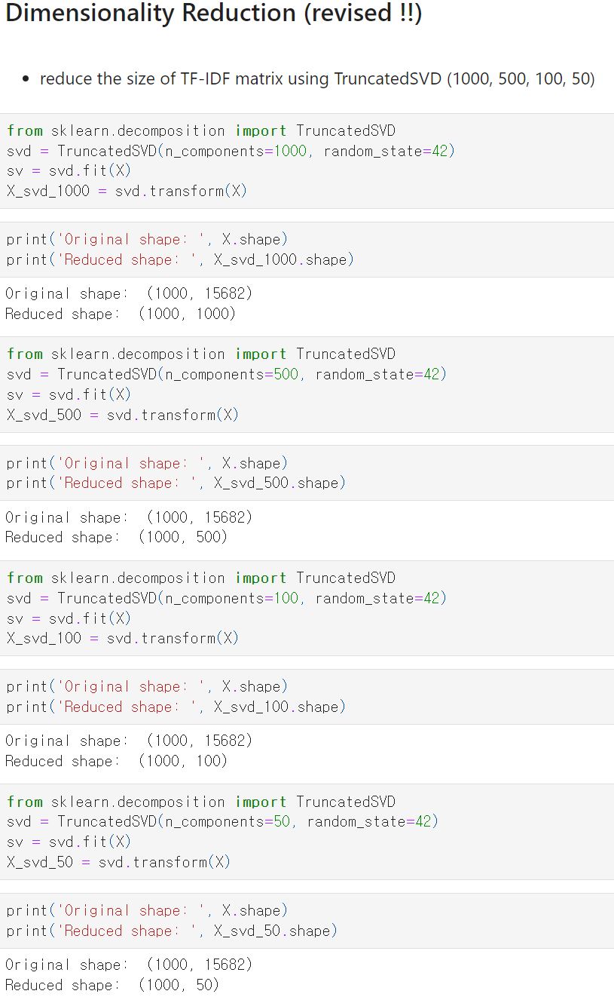 Dimensionality Reduction (revised !!)
• reduce the size of TF-IDF matrix using TruncatedSVD (1000, 500, 100, 50)
from sklearn.decomposition import TruncatedSVD
svd = TruncatedSVD(n_components=1000, random_state=42)
sv = svd.fit(X)
X_svd_1000 = svd.transform(X)
print('Original shape: ', X.shape)
print('Reduced shape: ', X_svd_1000.shape)
Original shape:  (1000, 15682)
Reduced shape:  (1000, 1000)
from sklearn.decomposition import TruncatedSVD
svd = TruncatedSVD(n_components=500, random_state=42)
sv = svd.fit(X)
X_svd_500 = svd.transform(X)
print('Original shape: ', X.shape)
print('Reduced shape: ', X_svd_500.shape)
Original shape:  (1000, 15682)
Reduced shape:  (1000, 500)
from sklearn.decomposition import TruncatedSVD
svd = TruncatedSVD(n_components=100, random_state=42)
sv = svd.fit(X)
X_svd_100 = svd.transform(X)
print('Original shape: ', X.shape)
print('Reduced shape: ', X_svd_100.shape)
Original shape:  (1000, 15682)
Reduced shape:  (1000, 100)
from sklearn.decomposition import TruncatedSVD
svd = TruncatedSVD(n_components=50, random_state=42)
sv = svd.fit(X)
X_svd_50 = svd.transform(X)
print('Original shape: ', X.shape)
print('Reduced shape: ', X_svd_50.shape)
Original shape:  (1000, 15682)
Reduced shape:  (1000, 50)